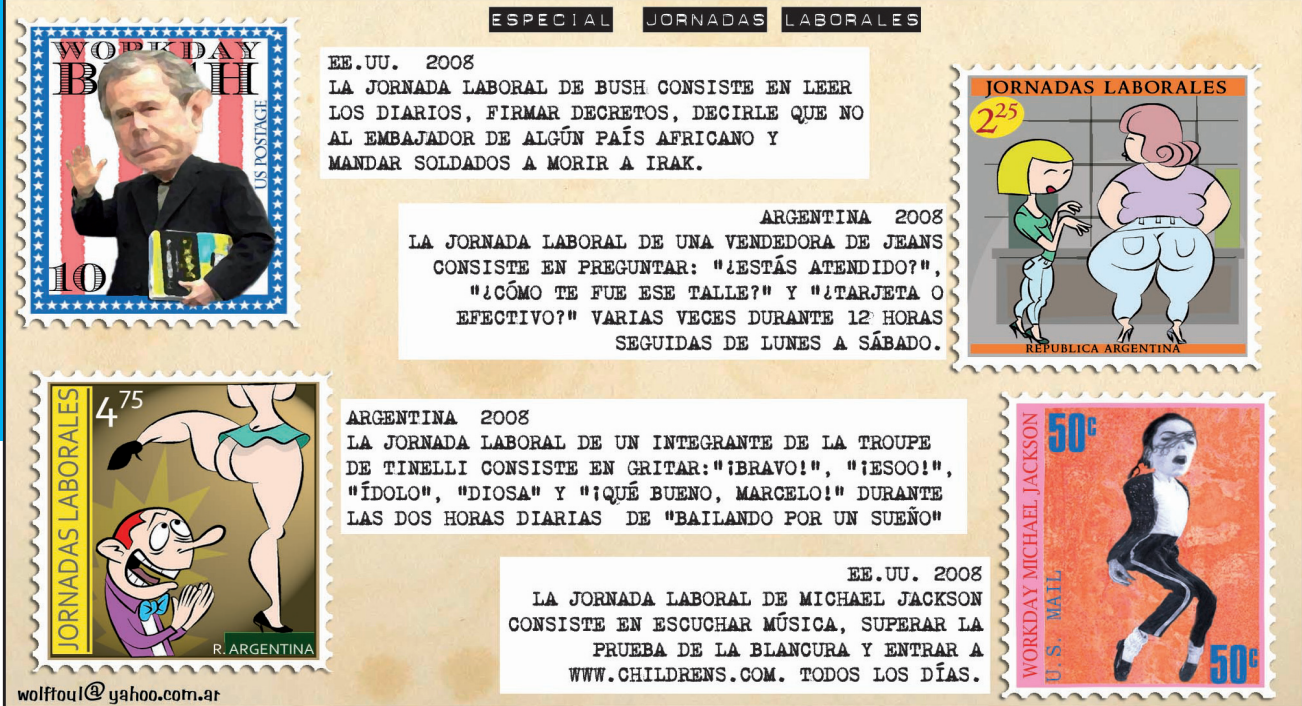 ESPECIAL JORNADAS LABORALES
WORKDAY
US POSTAGE
10
EE.UU. 2008
LA JORNADA LABORAL DE BUSH CONSISTE EN LEER
LOS DIARIOS, FIRMAR DECRETOS, DECIRLE QUE NO
AL EMBAJADOR DE ALGÚN PAÍS AFRICANO Y
MANDAR SOLDADOS A MORIR A IRAK.
JORNADAS LABORALES
225
REPUBLICA ARGENTINA
ARGENTINA 2008
LA JORNADA LABORAL DE UNA VENDEDORA DE JEANS
CONSISTE EN PREGUNTAR: "¿ESTÁS ATENDIDO?",
"¿CÓMO TE FUE ESE TALLE?" Y "¿TARJETA O
EFECTIVO?" VARIAS VECES DURANTE 12 HORAS
SEGUIDAS DE LUNES A SÁBADO.
JORNADAS LABORALES
475
R. ARGENTINA
ARGENTINA 2008
LA JORNADA LABORAL DE UN INTEGRANTE DE LA TROUPE
DE TINELLI CONSISTE EN GRITAR:"¡BRAVO!", "¡ESOO!",
"ÍDOLO", "DIOSA" Y "¡QUÉ BUENO, MARCELO!" DURANTE
LAS DOS HORAS DIARIAS DE "BAILANDO POR UN SUEÑO"
50c
WORKDAY MICHAEL JACKSON
U.S. MAIL
50c
EE.UU. 2008
LA JORNADA LABORAL DE MICHAEL JACKSON
CONSISTE EN ESCUCHAR MÚSICA, SUPERAR LA
PRUEBA DE LA BLANCURA Y ENTRAR A
WWW.CHILDRENS.COM. TODOS LOS DÍAS.
wolffoul@yahoo.com.ar